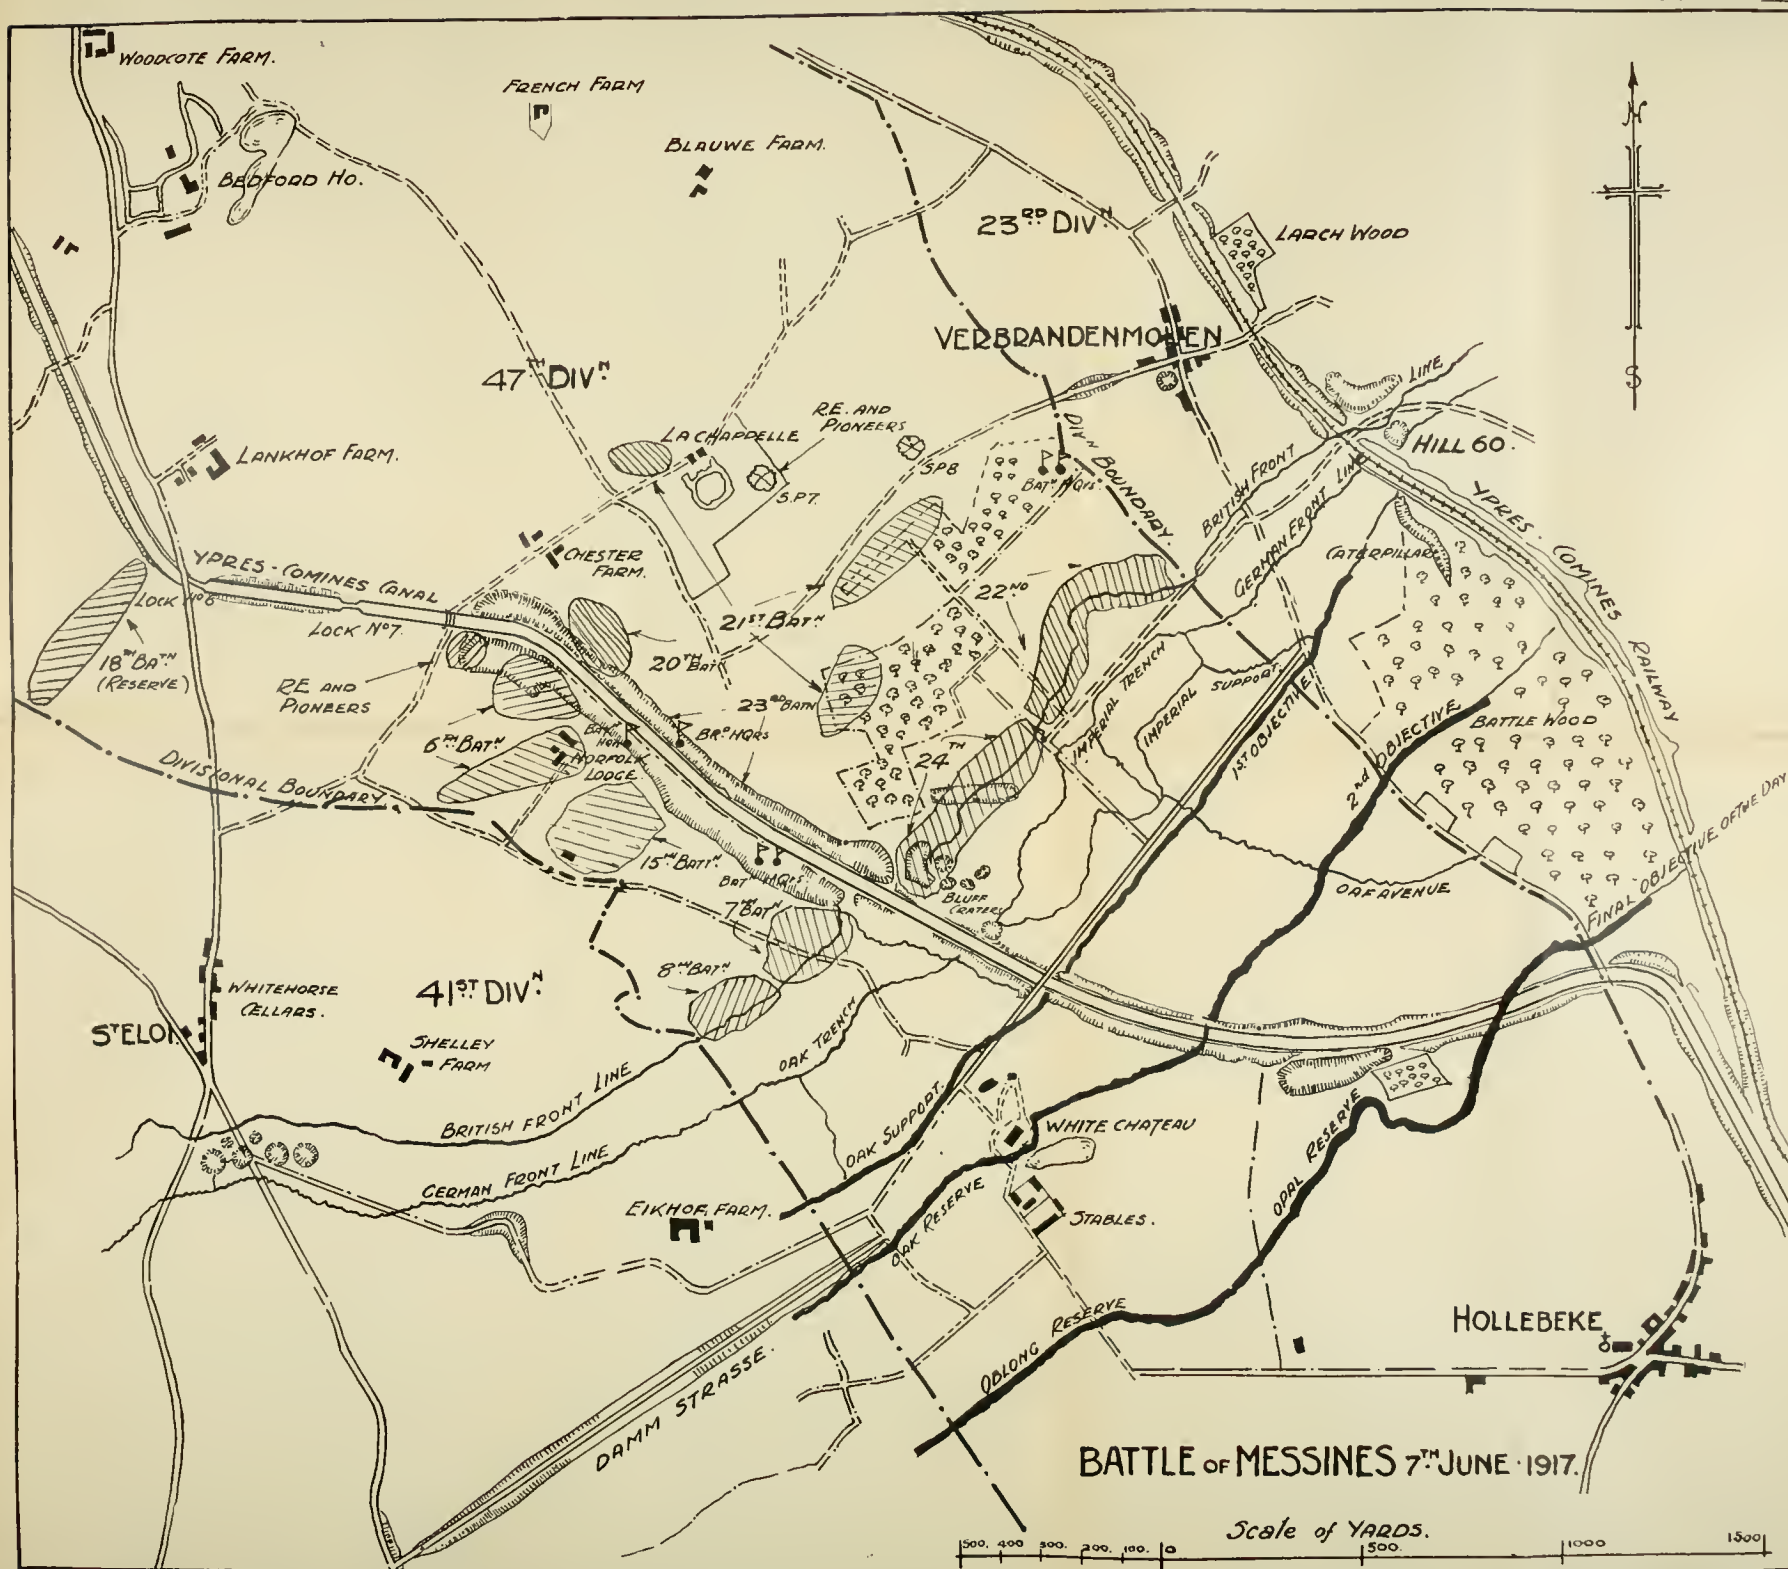 WOODCOTE FARM.
FRENCH FARM
BLAUWE FARM.
BEDFORD HO.
23RD DIVN
LARCH WOOD
N
S
VERBRANDENMOLEN
47TH DIVN
R.E. AND
PIONEERS
LA CHAPPELLE
LANKHOF FARM.
S.P.7.
SP8
BATN HQrs.
DIVN BOUNDARY.
BRITISH FRONT LINE
HILL 60.
GERMAN FRONT LINE
YPRES - COMINES RAILWAY
CATERPILLAR
CHESTER
FARM.
YPRES - COMINES CANAL
LOCK No6
LOCK No7.
18TH BATN
(RESERVE)
R.E AND
PIONEERS
21ST BATN
22ND
20TH BATN
23RD BATN
BDE HQRS
6TH BATN
BATN
HQR
NORFOLK
LODGE
24TH
IMPERIAL TRENCH
IMPERIAL SUPPORT
1ST OBJECTIVE
2nd OBJECTIVE
BATTLE WOOD
FINAL OBJECTIVE OF THE DAY
DIVISIONAL BOUNDARY
15TH BATTN
BATN HQrs.
7TH BATN
BLUFF
CRATERS
OAF AVENUE
8TH BATN
41ST DIVN
WHITEHORSE
CELLARS.
ST ELOI.
SHELLEY
FARM
BRITISH FRONT LINE
OAK TRENCH
GERMAN FRONT LINE
OAK SUPPORT.
WHITE CHATEAU
EIKHOF FARM.
OAK RESERVE
STABLES.
OPAL RESERVE
OBLONG RESERVE
HOLLEBEKE
DAMM STRASSE.
BATTLE OF MESSINES 7TH JUNE 1917.
Scale of YARDS.
500. 400 300. 200. 100. 0 500. 1000 1500